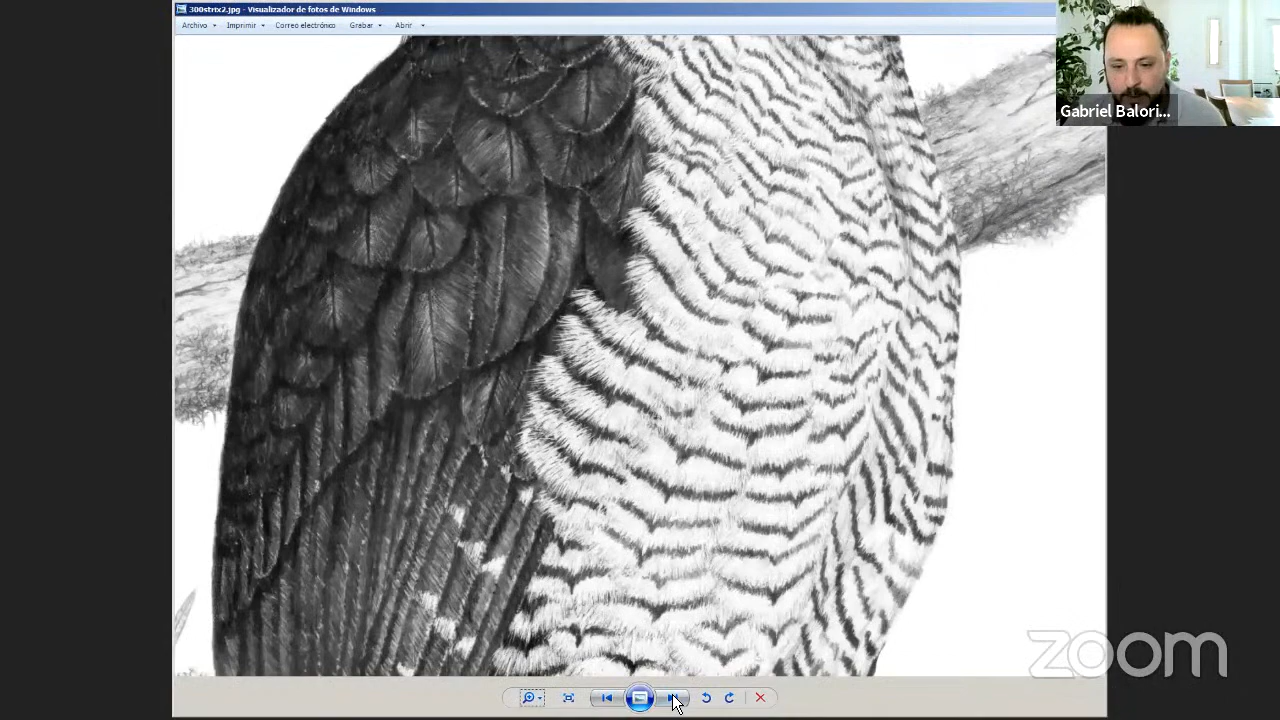 300strix2.jpg - Visualizador de fotos de Windows
Archivo Imprimir Correo electrónico Grabar Abrir
Gabriel Balori...
zoom